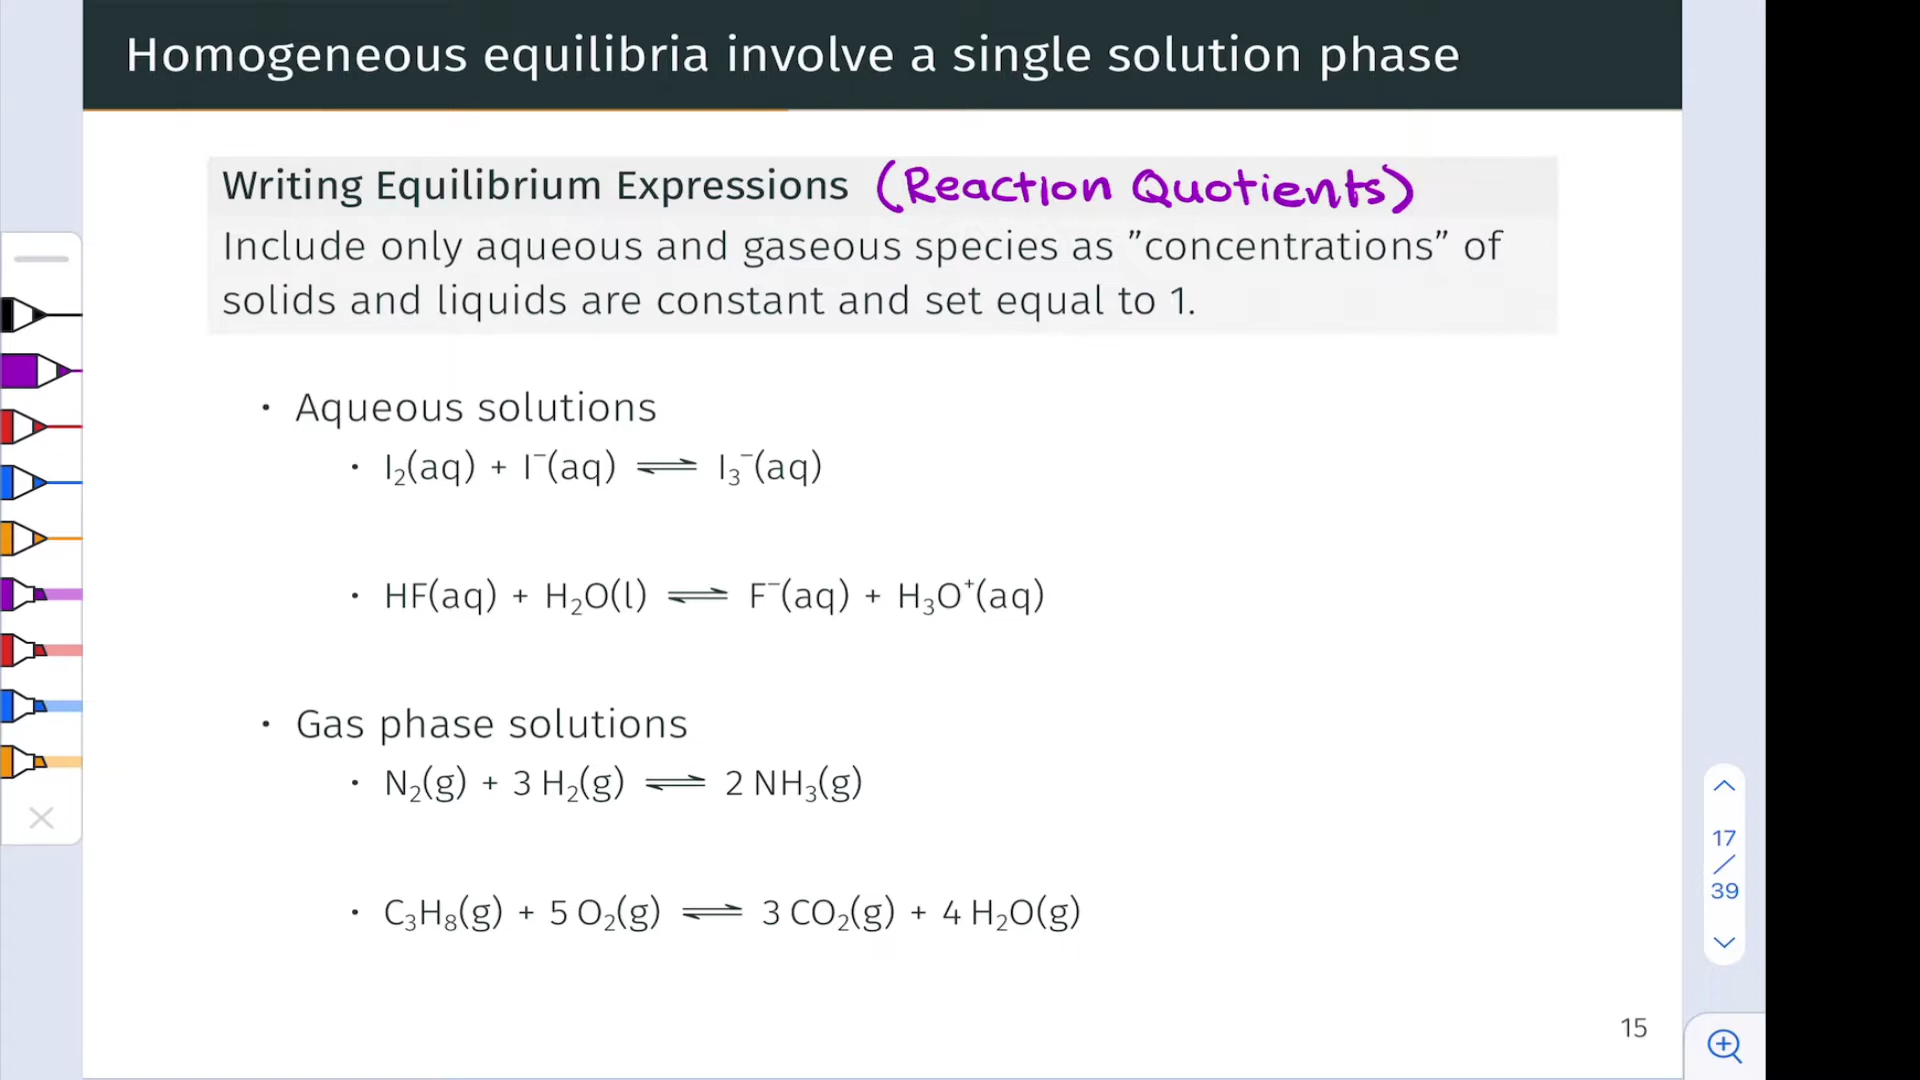 Homogeneous equilibria involve a single solution phase
Writing Equilibrium Expressions (Reaction Quotients)
Include only aqueous and gaseous species as ”concentrations” of
solids and liquids are constant and set equal to 1.
· Aqueous solutions
· I₂(aq) + I⁻(aq) ⇌ I₃⁻(aq)
· HF(aq) + H₂O(l) ⇌ F⁻(aq) + H₃O⁺(aq)
· Gas phase solutions
· N₂(g) + 3 H₂(g) ⇌ 2 NH₃(g)
· C₃H₈(g) + 5 O₂(g) ⇌ 3 CO₂(g) + 4 H₂O(g)
17
/
39
15